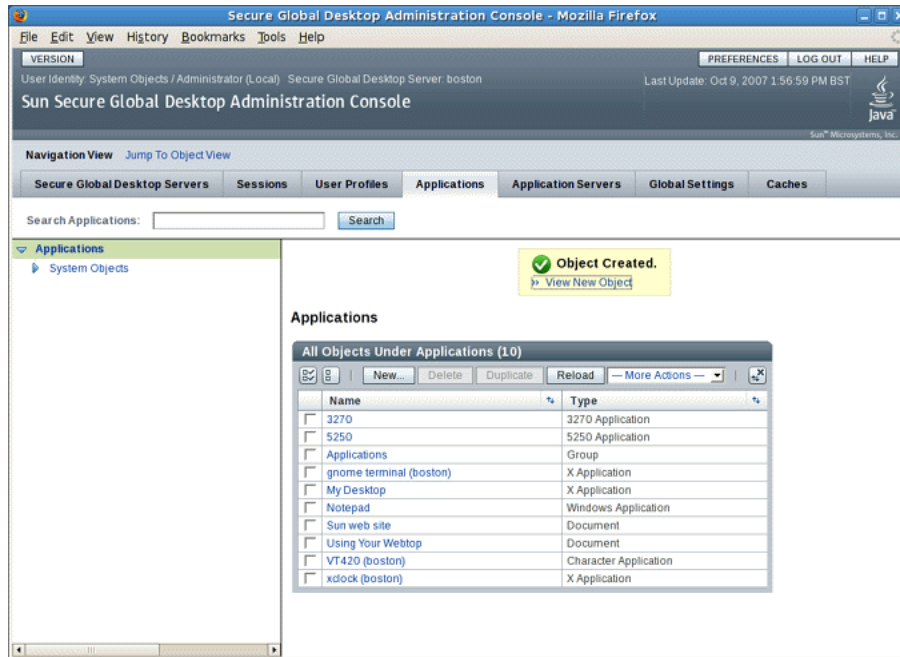 Secure Global Desktop Administration Console - Mozilla Firefox
File Edit View History Bookmarks Tools Help
VERSION PREFERENCES LOG OUT HELP
User Identity: System Objects / Administrator (Local) Secure Global Desktop Server: boston Last Update: Oct 9, 2007 1:56:59 PM BST
Sun Secure Global Desktop Administration Console
Java
Sun™ Microsystems, Inc.
Navigation View Jump To Object View
Secure Global Desktop Servers Sessions User Profiles Applications Application Servers Global Settings Caches
Search Applications: Search
Applications
System Objects
Object Created.
›› View New Object
Applications
All Objects Under Applications (10)
New... Delete Duplicate Reload — More Actions —
Name Type
3270 3270 Application
5250 5250 Application
Applications Group
gnome terminal (boston) X Application
My Desktop X Application
Notepad Windows Application
Sun web site Document
Using Your Webtop Document
VT420 (boston) Character Application
xclock (boston) X Application